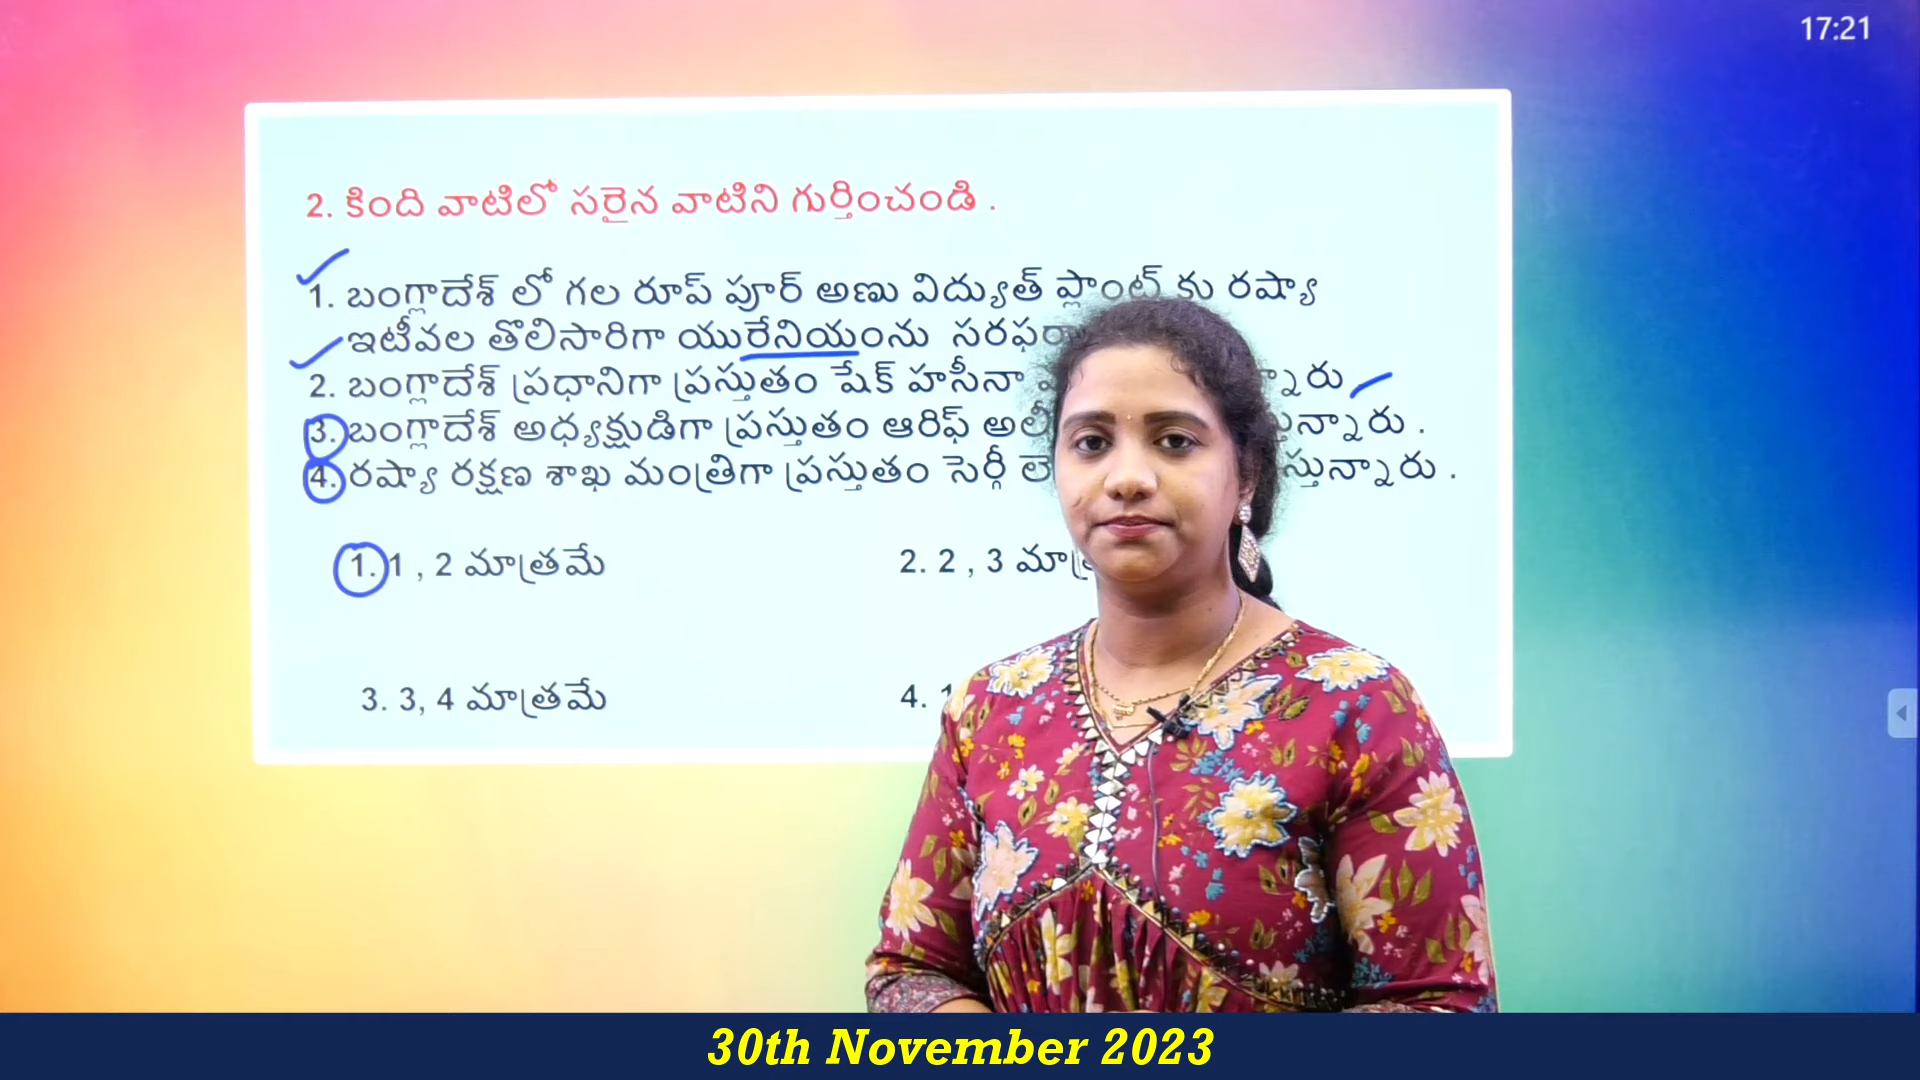 17:21
2. కింది వాటిలో సరైన వాటిని గుర్తించండి .
1. బంగ్లాదేశ్ లో గల రూప్ పూర్ అణు విద్యుత్ ప్లాంట్ కు రష్యా
ఇటీవల తొలిసారిగా యురేనియంను
2. బంగ్లాదేశ్ ప్రధానిగా ప్రస్తుతం షేక్ హసీనా
3. బంగ్లాదేశ్ అధ్యక్షుడిగా ప్రస్తుతం ఆరిఫ్
4. రష్యా రక్షణ శాఖ మంత్రిగా ప్రస్తుతం సెర్గీ
1. 1 , 2 మాత్రమే
2. 2 , 3
3. 3, 4 మాత్రమే
4.
30th November 2023